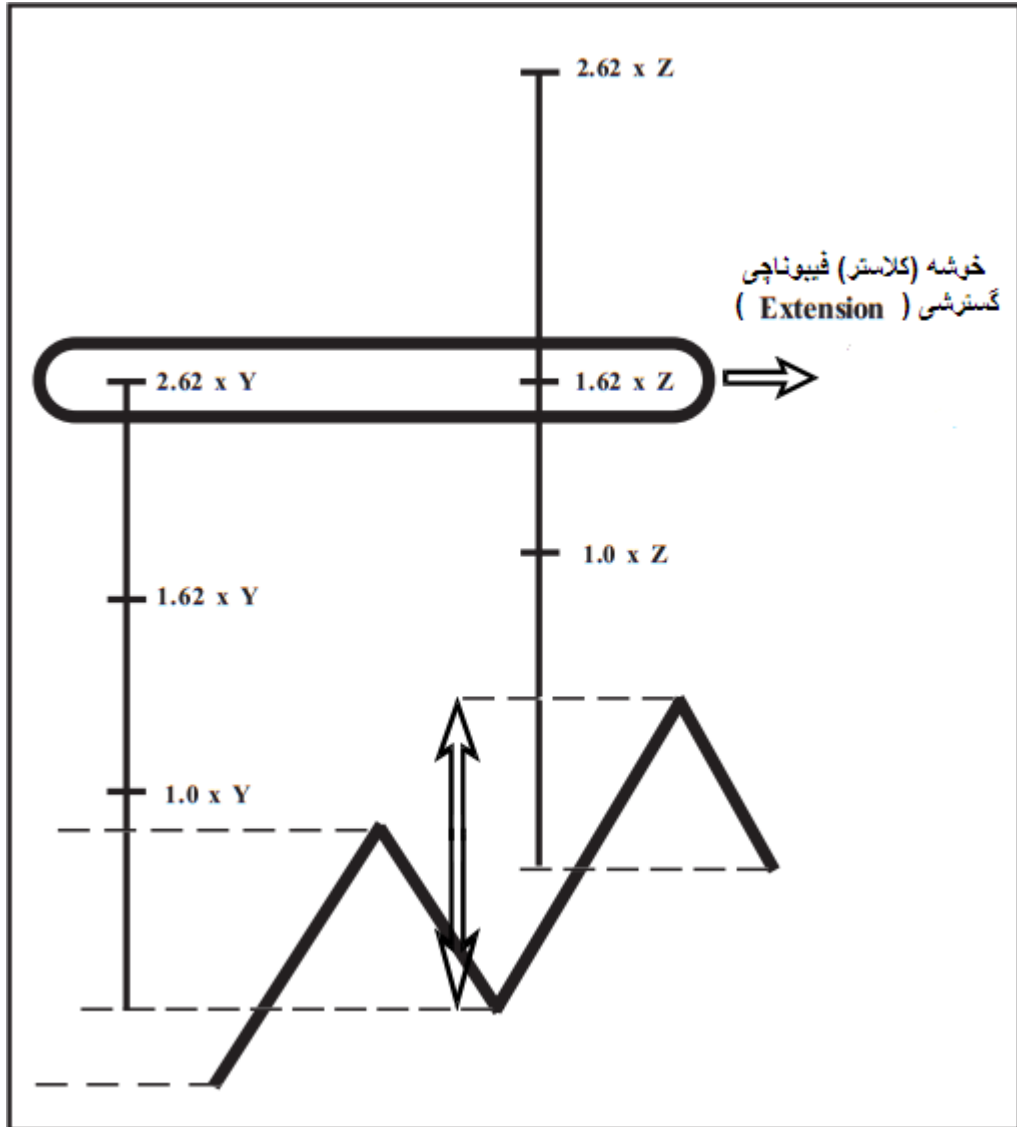 2.62 x Z
خوشه (کلاستر) فیبوناچی
گسترشی ( Extension )
2.62 x Y
1.62 x Z
1.0 x Z
1.62 x Y
1.0 x Y